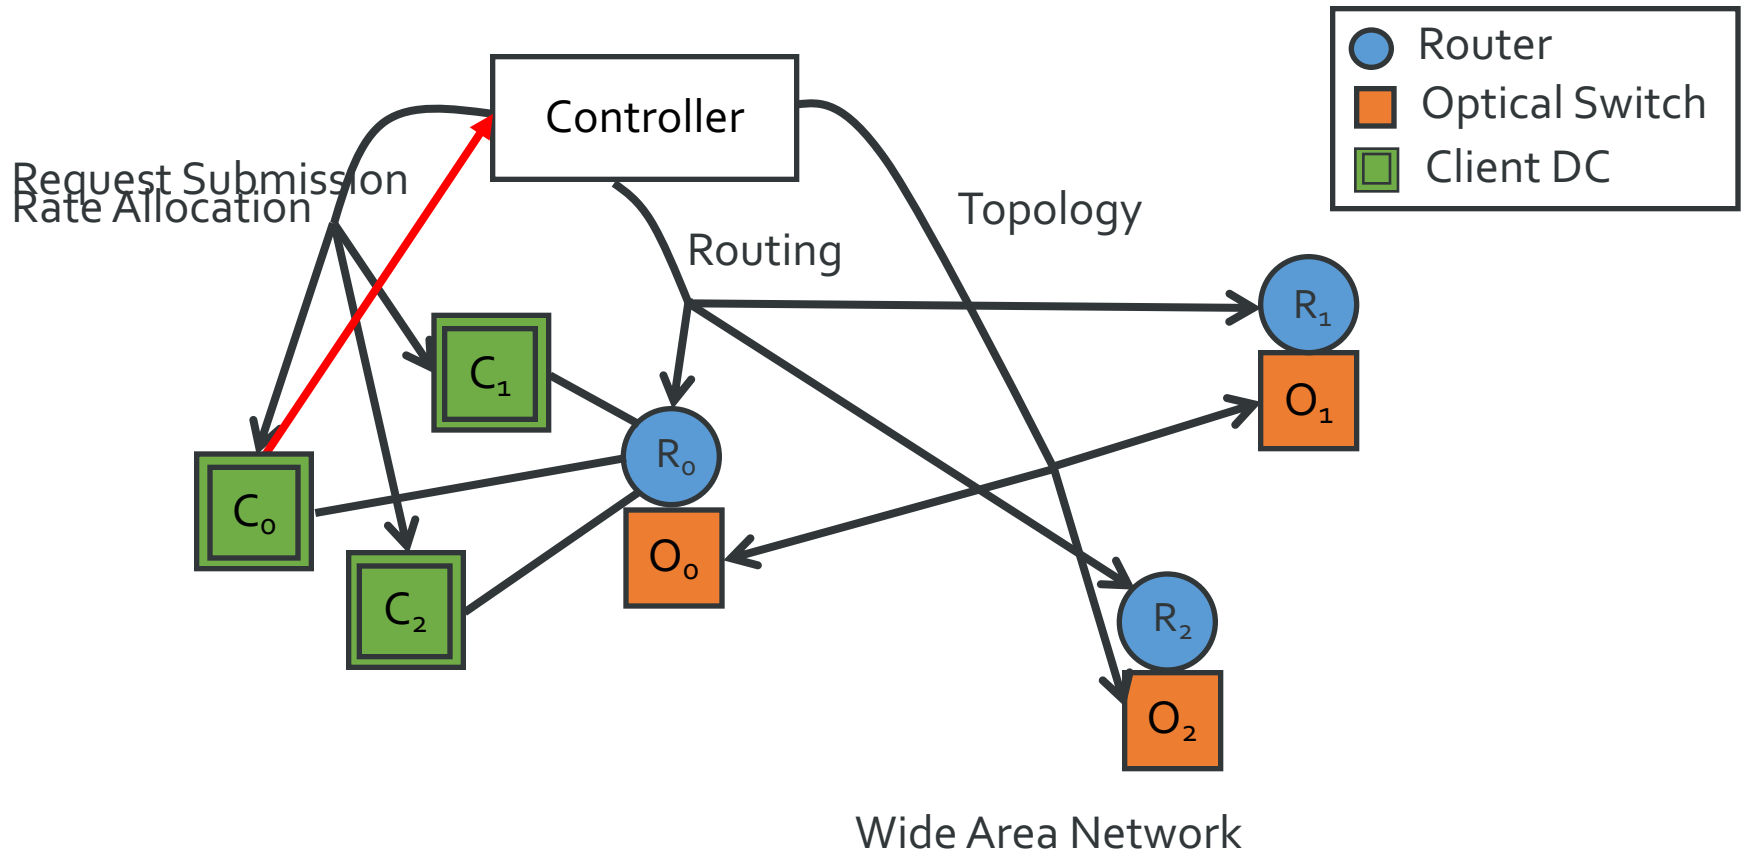 Router
Controller
Optical Switch
Client DC
Request Submission
Rate Allocation
Topology
Routing
R₁
C₁
O₁
R₀
C₀
O₀
C₂
R₂
O₂
Wide Area Network